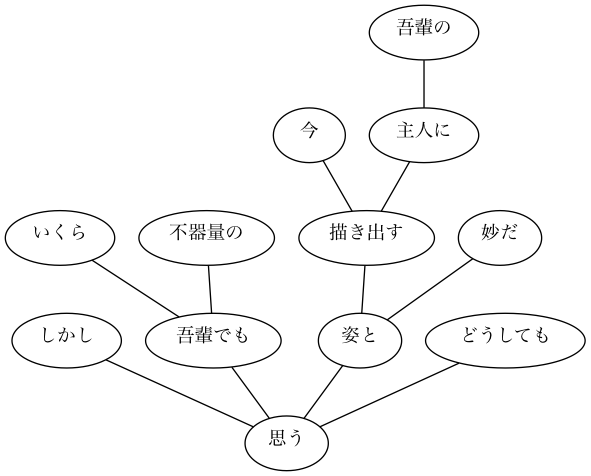 吾輩の
今
主人に
いくら
不器量の
描き出す
妙だ
しかし
吾輩でも
姿と
どうしても
思う